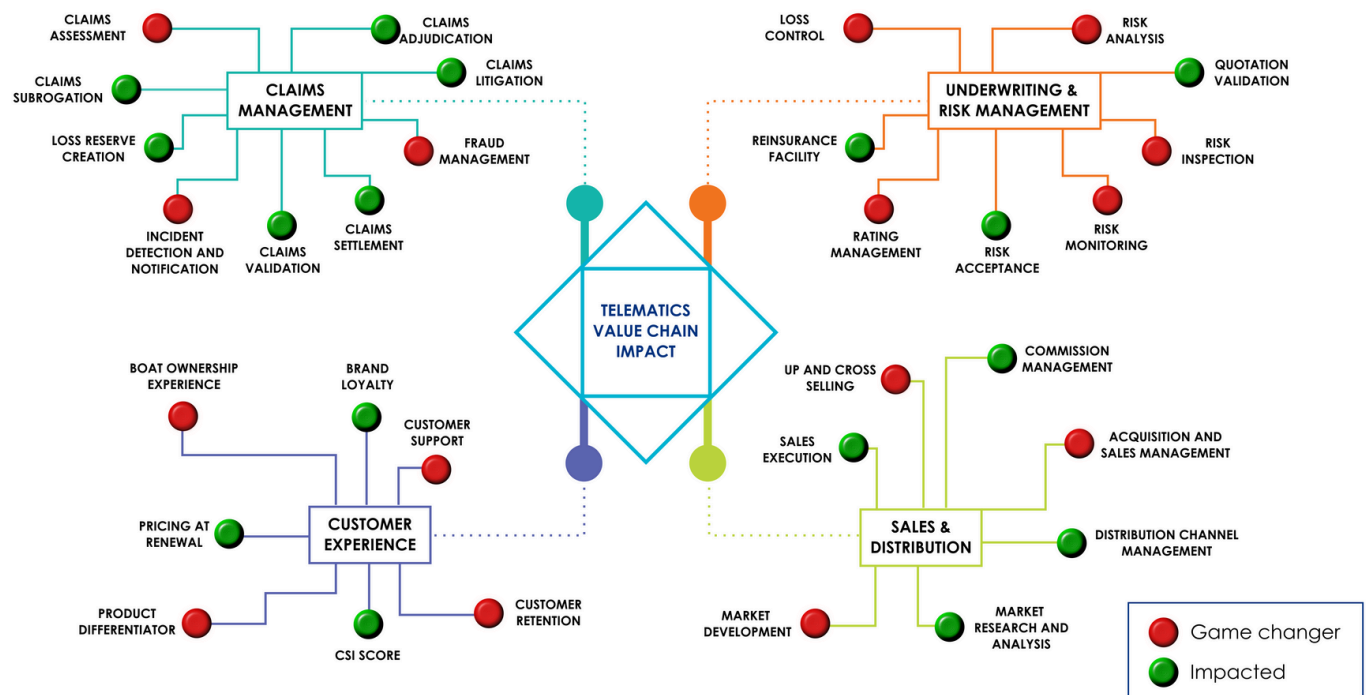 CLAIMS
ASSESSMENT
CLAIMS
ADJUDICATION
CLAIMS
SUBROGATION
CLAIMS
LITIGATION
CLAIMS
MANAGEMENT
LOSS RESERVE
CREATION
FRAUD
MANAGEMENT
INCIDENT
DETECTION AND
NOTIFICATION
CLAIMS
VALIDATION
CLAIMS
SETTLEMENT
LOSS
CONTROL
RISK
ANALYSIS
QUOTATION
VALIDATION
UNDERWRITING &
RISK MANAGEMENT
REINSURANCE
FACILITY
RISK
INSPECTION
RATING
MANAGEMENT
RISK
ACCEPTANCE
RISK
MONITORING
TELEMATICS
VALUE CHAIN
IMPACT
BOAT OWNERSHIP
EXPERIENCE
BRAND
LOYALTY
CUSTOMER
SUPPORT
PRICING AT
RENEWAL
CUSTOMER
EXPERIENCE
PRODUCT
DIFFERENTIATOR
CSI SCORE
CUSTOMER
RETENTION
UP AND CROSS
SELLING
COMMISSION
MANAGEMENT
SALES
EXECUTION
ACQUISITION AND
SALES MANAGEMENT
SALES &
DISTRIBUTION
DISTRIBUTION CHANNEL
MANAGEMENT
MARKET
DEVELOPMENT
MARKET
RESEARCH AND
ANALYSIS
Game changer
Impacted